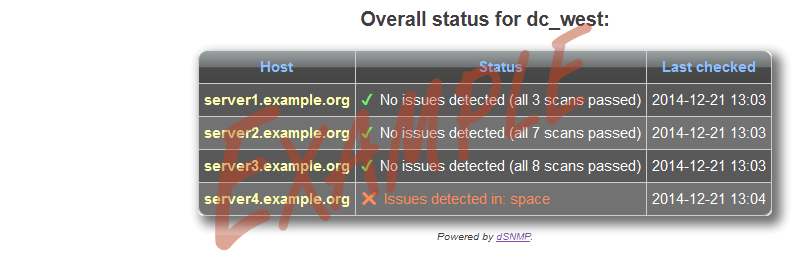 Overall status for dc_west:
Host Status Last checked
server1.example.org ✓ No issues detected (all 3 scans passed) 2014-12-21 13:03
server2.example.org ✓ No issues detected (all 7 scans passed) 2014-12-21 13:03
server3.example.org ✓ No issues detected (all 8 scans passed) 2014-12-21 13:03
server4.example.org ✗ Issues detected in: space 2014-12-21 13:04
EXAMPLE
Powered by dSNMP.